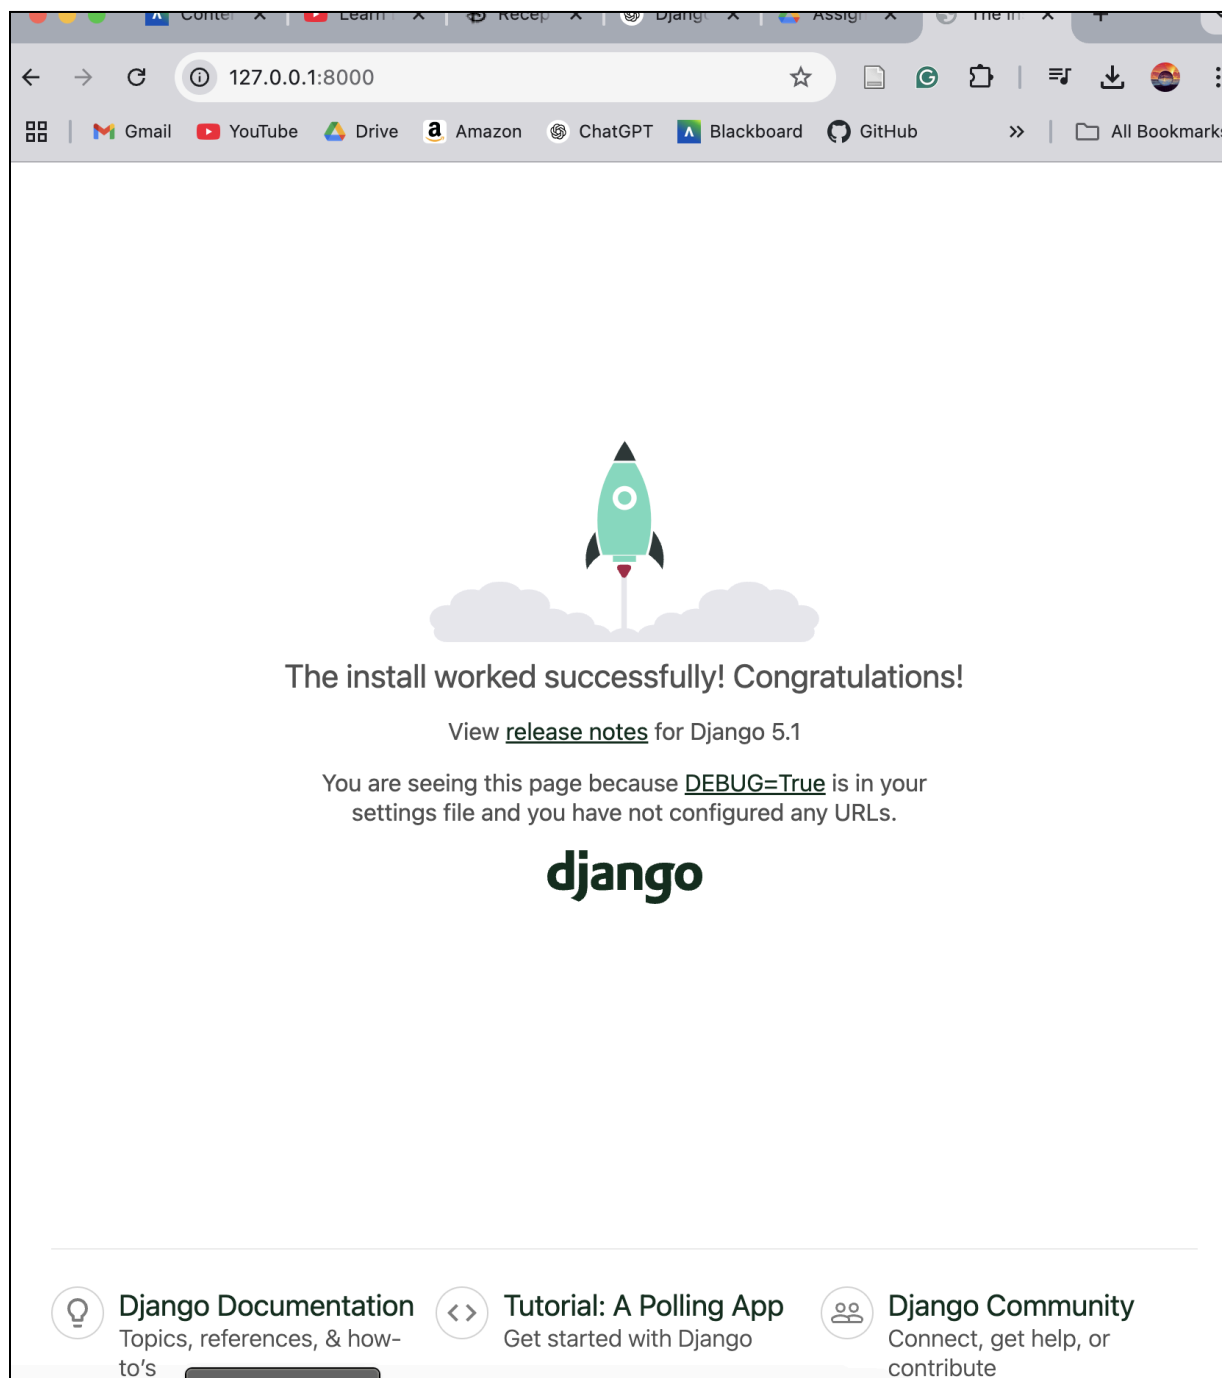 Learn
Recep
127.0.0.1:8000
Gmail YouTube Drive Amazon ChatGPT Blackboard GitHub » All Bookmarks
The install worked successfully! Congratulations!
View release notes for Django 5.1
You are seeing this page because DEBUG=True is in your
settings file and you have not configured any URLs.
django
Django Documentation
Topics, references, & how-
to's
Tutorial: A Polling App
Get started with Django
Django Community
Connect, get help, or
contribute